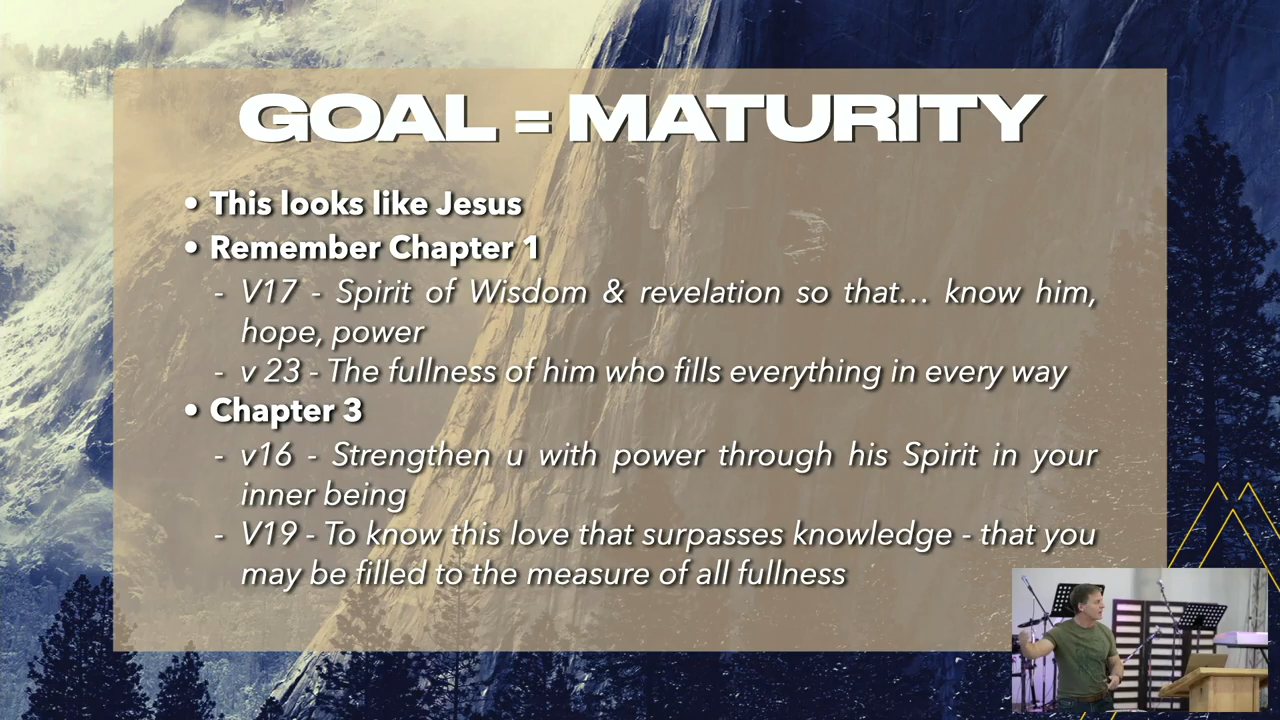 GOAL = MATURITY
• This looks like Jesus
• Remember Chapter 1
- V17 - Spirit of Wisdom & revelation so that... know him,
hope, power
- v 23 - The fullness of him who fills everything in every way
• Chapter 3
- v16 - Strengthen u with power through his Spirit in your
inner being
- V19 - To know this love that surpasses knowledge - that you
may be filled to the measure of all fullness